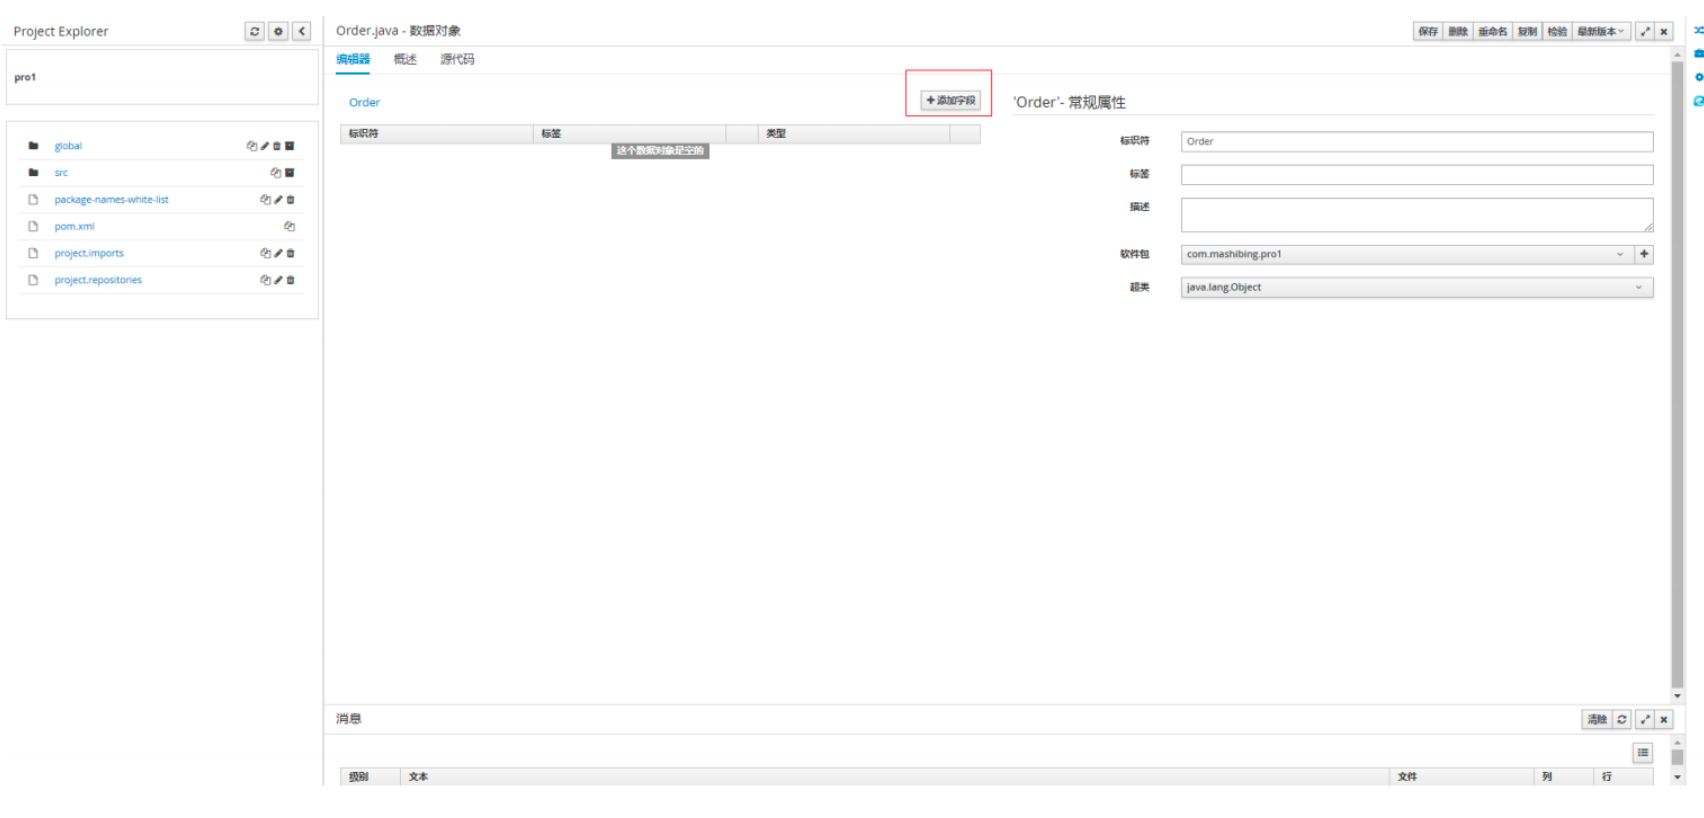 Project Explorer
pro1
global
src
package-names-white-list
pom.xml
project.imports
project.repositories
Order.java - 数据对象
保存 删除 重命名 复制 检验 最新版本
编辑器 概述 源代码
Order
+添加字段
标识符 标签 类型
这个数据对象是空的
'Order'- 常规属性
标识符 Order
标签
描述
软件包 com.mashibing.pro1
超类 java.lang.Object
消息
清除
级别 文本 文件 列 行